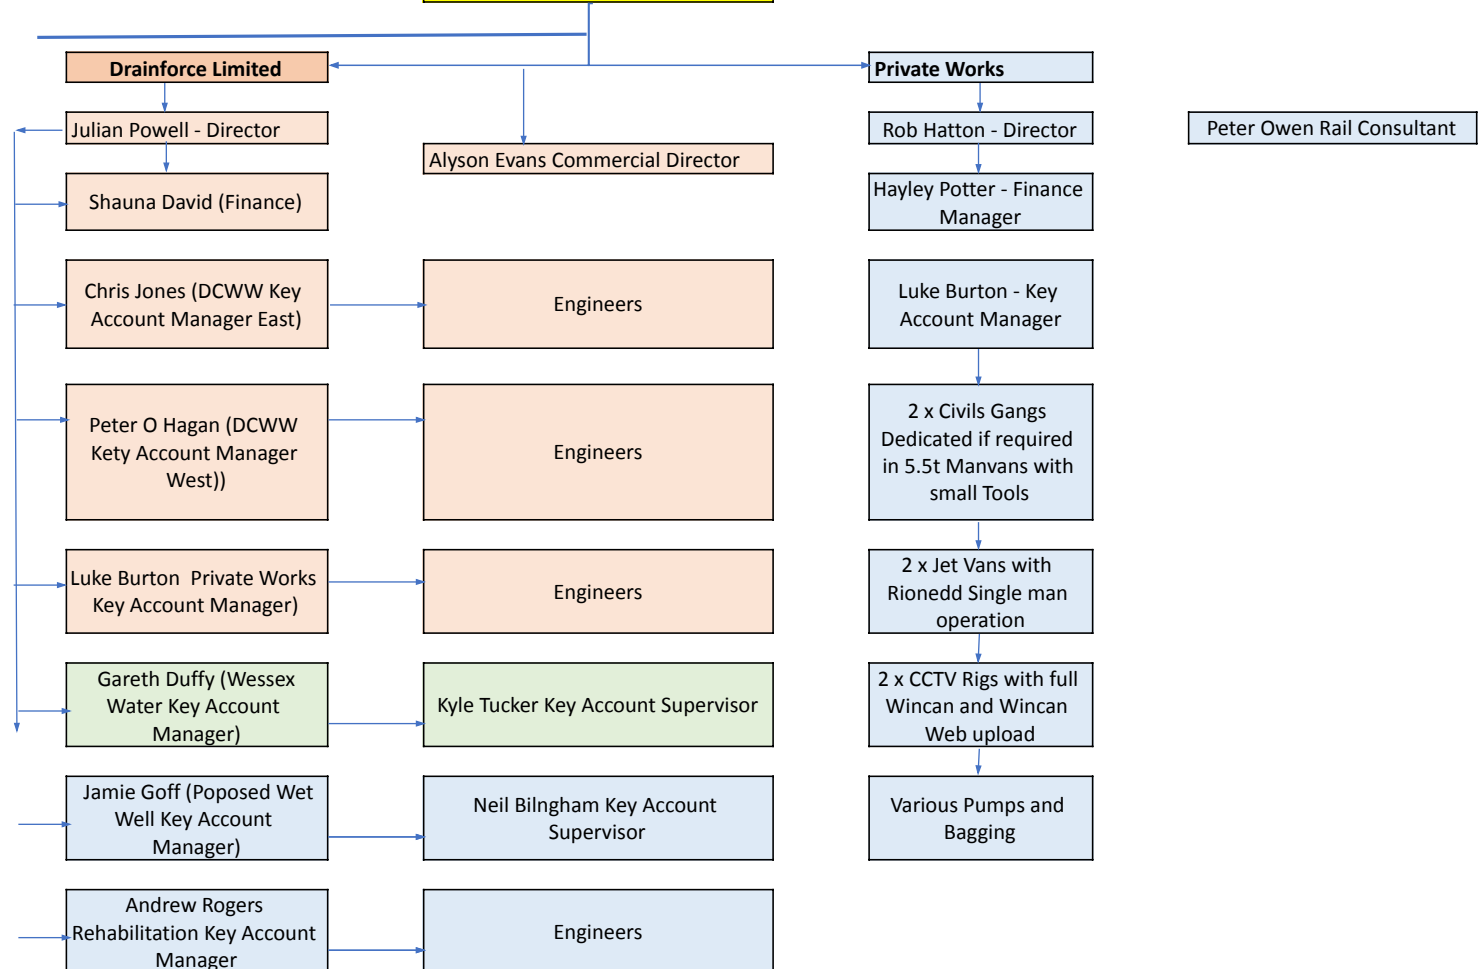 Drainforce Limited
Private Works
Julian Powell - Director
Rob Hatton - Director
Peter Owen Rail Consultant
Alyson Evans Commercial Director
Shauna David (Finance)
Hayley Potter - Finance
Manager
Chris Jones (DCWW Key
Account Manager East)
Engineers
Luke Burton - Key
Account Manager
Peter O Hagan (DCWW
Kety Account Manager
West))
Engineers
2 x Civils Gangs
Dedicated if required
in 5.5t Manvans with
small Tools
Luke Burton  Private Works
Key Account Manager)
Engineers
2 x Jet Vans with
Rionedd Single man
operation
Gareth Duffy (Wessex
Water Key Account
Manager)
Kyle Tucker Key Account Supervisor
2 x CCTV Rigs with full
Wincan and Wincan
Web upload
Jamie Goff (Poposed Wet
Well Key Account
Manager)
Neil Bilngham Key Account
Supervisor
Various Pumps and
Bagging
Andrew Rogers
Rehabilitation Key Account
Manager
Engineers